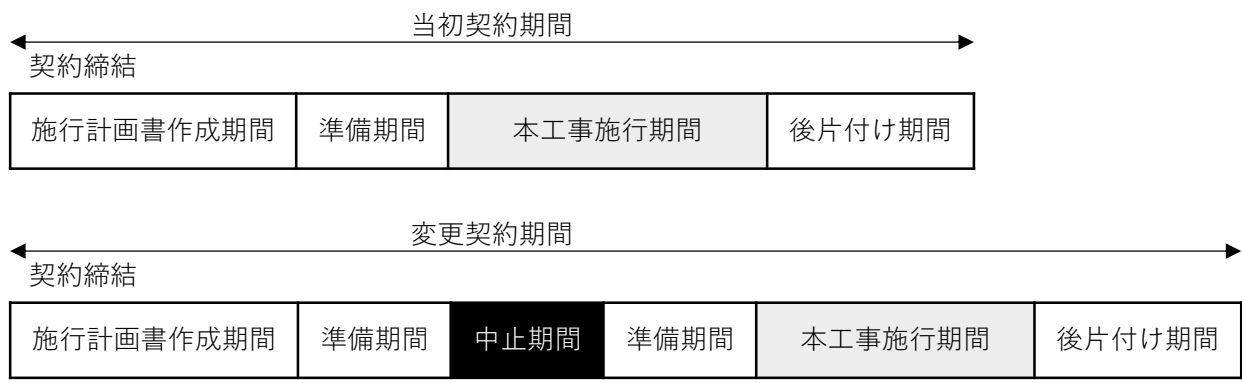 当初契約期間
契約締結
施行計画書作成期間 準備期間 本工事施行期間 後片付け期間
変更契約期間
契約締結
施行計画書作成期間 準備期間 中止期間 準備期間 本工事施行期間 後片付け期間